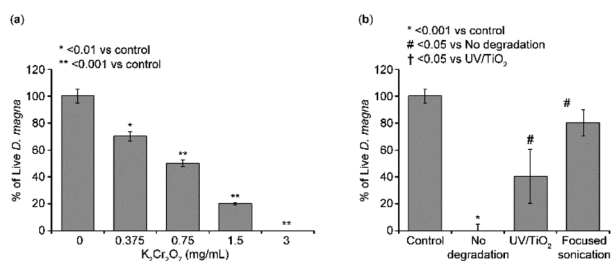 (a)
* <0.01 vs control
** <0.001 vs control
% of Live D. magna
120
100
80
60
40
20
0
*
**
**
**
0 0.375 0.75 1.5 3
K₂Cr₂O₇ (mg/mL)
(b)
* <0.001 vs control
# <0.05 vs No degradation
† <0.05 vs UV/TiO₂
% of Live D. magna
120
100
80
60
40
20
0
*
#
#
Control No degradation UV/TiO₂ Focused sonication